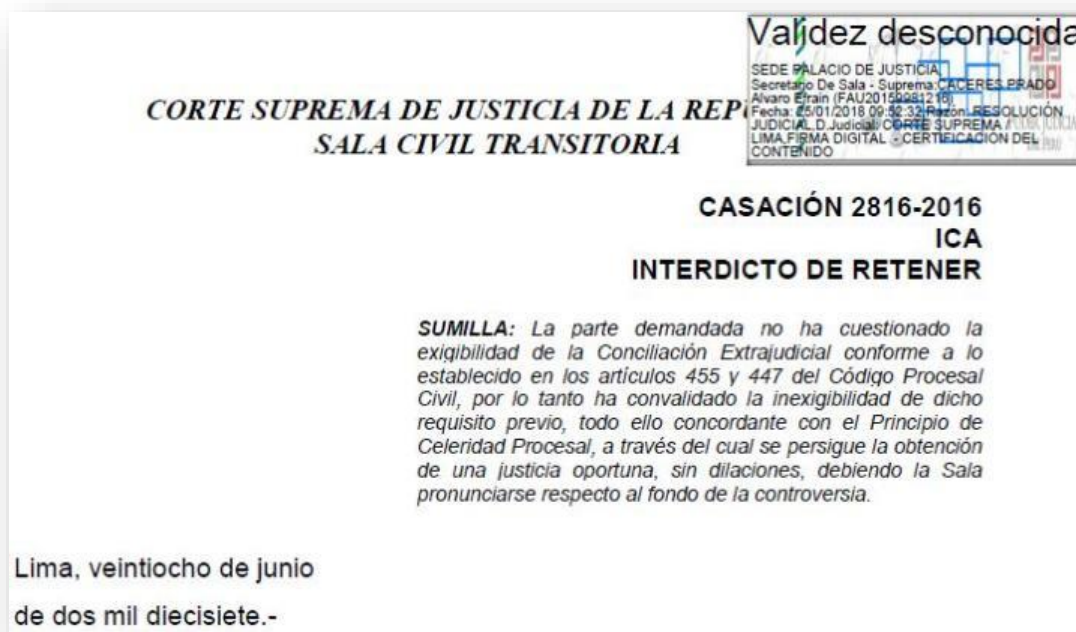 Validez desconocida
SEDE PALACIO DE JUSTICIA,
Secretario De Sala - Suprema:CACERES PRADO
Alvaro Efrain (FAU20159981216)
Fecha: 25/01/2018 09:52:32,Razón: RESOLUCIÓN
JUDICIAL,D.Judicial: CORTE SUPREMA /
LIMA,FIRMA DIGITAL - CERTIFICACIÓN DEL
CONTENIDO
CORTE SUPREMA DE JUSTICIA DE LA REP
SALA CIVIL TRANSITORIA
CASACIÓN 2816-2016
ICA
INTERDICTO DE RETENER
SUMILLA: La parte demandada no ha cuestionado la
exigibilidad de la Conciliación Extrajudicial conforme a lo
establecido en los artículos 455 y 447 del Código Procesal
Civil, por lo tanto ha convalidado la inexigibilidad de dicho
requisito previo, todo ello concordante con el Principio de
Celeridad Procesal, a través del cual se persigue la obtención
de una justicia oportuna, sin dilaciones, debiendo la Sala
pronunciarse respecto al fondo de la controversia.
Lima, veintiocho de junio
de dos mil diecisiete.-